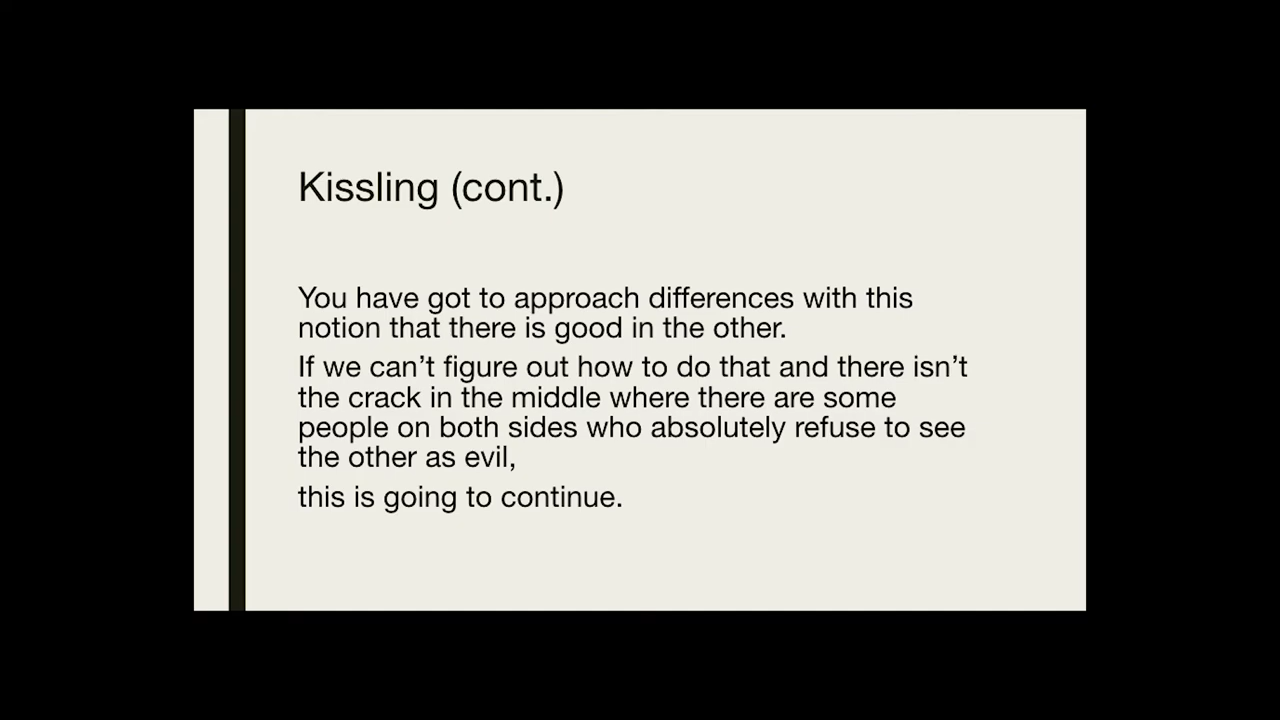 Kissling (cont.)
You have got to approach differences with this
notion that there is good in the other.
If we can’t figure out how to do that and there isn’t
the crack in the middle where there are some
people on both sides who absolutely refuse to see
the other as evil,
this is going to continue.